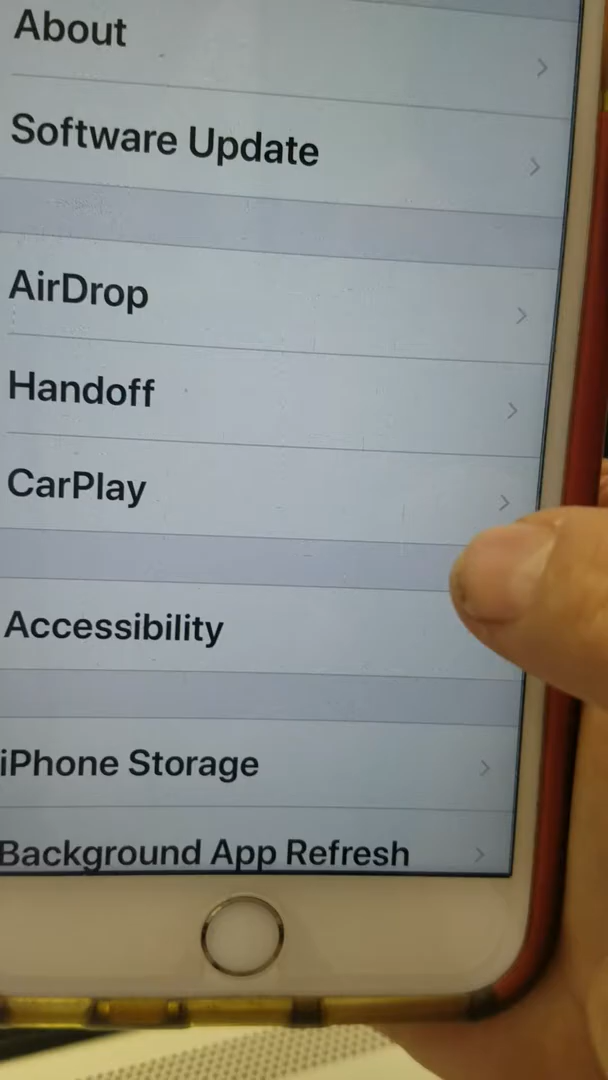 About
Software Update
AirDrop
Handoff
CarPlay
Accessibility
iPhone Storage
Background App Refresh